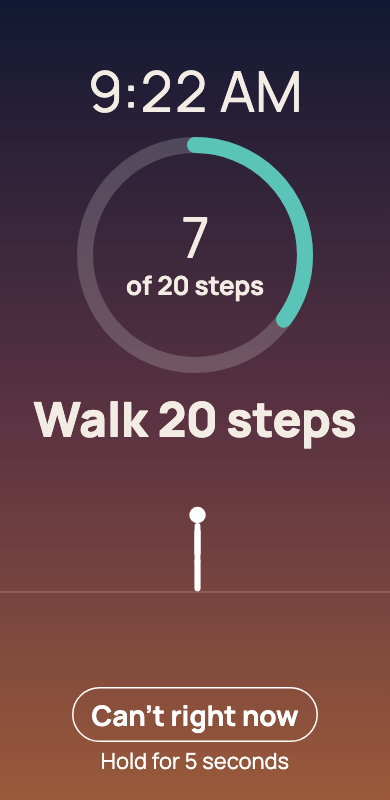 9:22 AM
7
of 20 steps
Walk 20 steps
Can't right now
Hold for 5 seconds